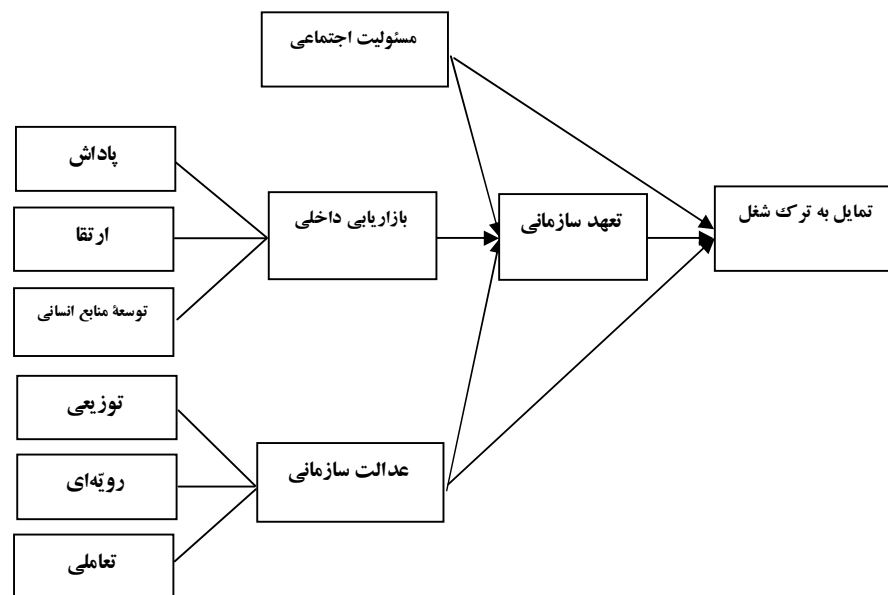 مسئولیت اجتماعی
پاداش
ارتقا
توسعۀ منابع انسانی
بازاریابی داخلی
تعهد سازمانی
تمایل به ترک شغل
توزیعی
رویّه‌ای
تعاملی
عدالت سازمانی